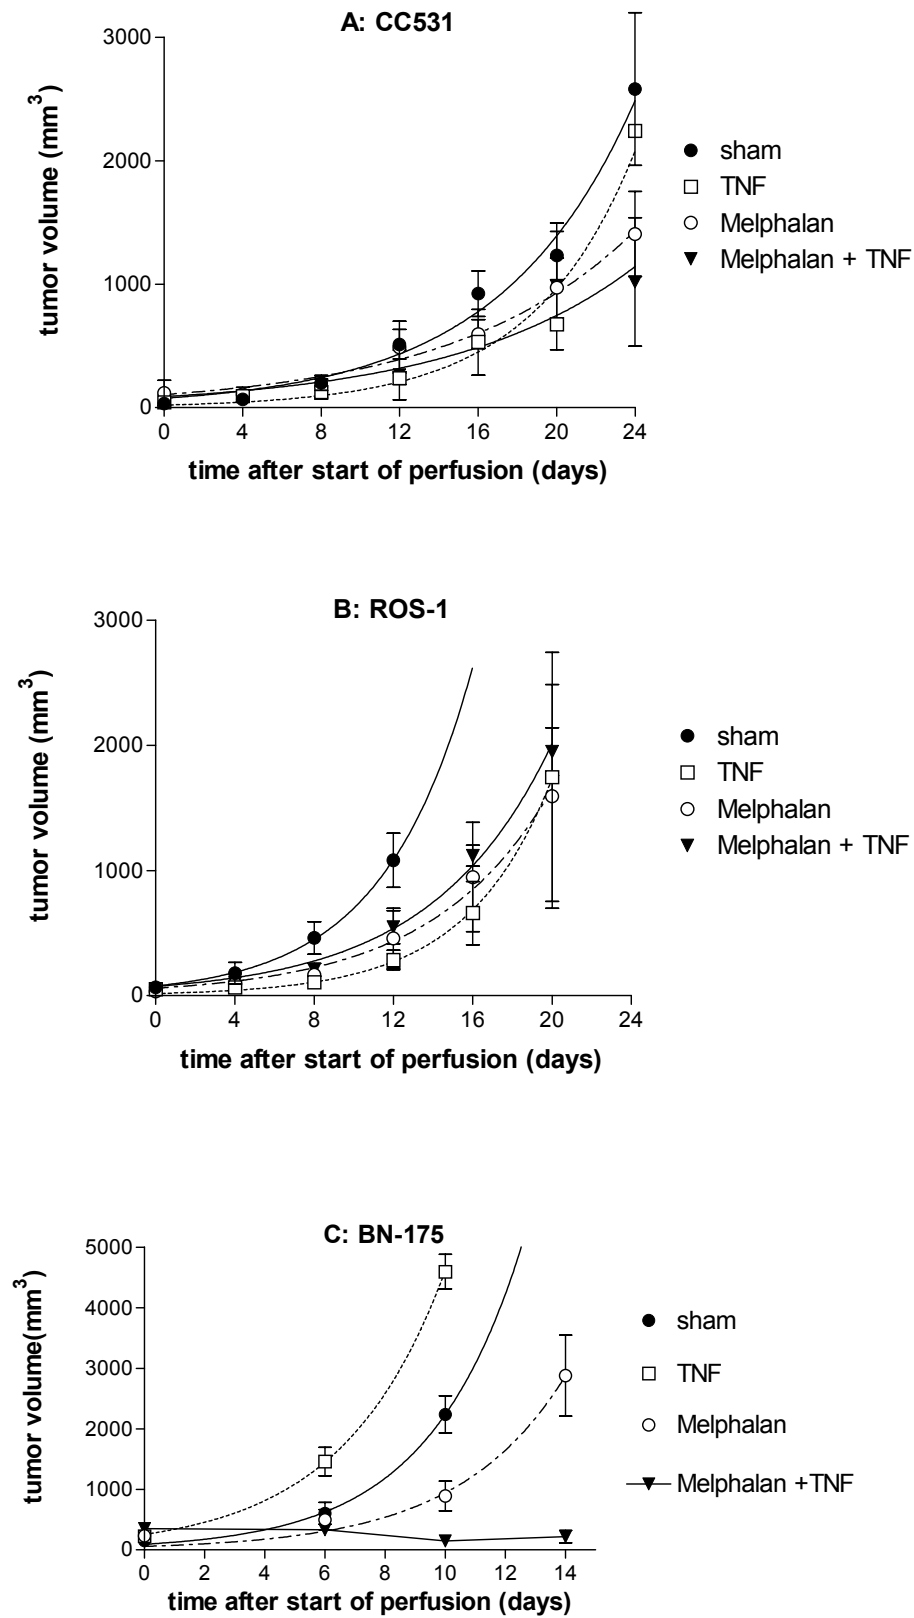 A: CC531
3000
2000
1000
0
tumor volume (mm3)
0 4 8 12 16 20 24
time after start of perfusion (days)
sham
TNF
Melphalan
Melphalan + TNF
B: ROS-1
3000
2000
1000
0
tumor volume (mm3)
0 4 8 12 16 20 24
time after start of perfusion (days)
sham
TNF
Melphalan
Melphalan + TNF
C: BN-175
5000
4000
3000
2000
1000
0
tumor volume(mm3)
0 2 4 6 8 10 12 14
time after start of perfusion (days)
sham
TNF
Melphalan
Melphalan +TNF